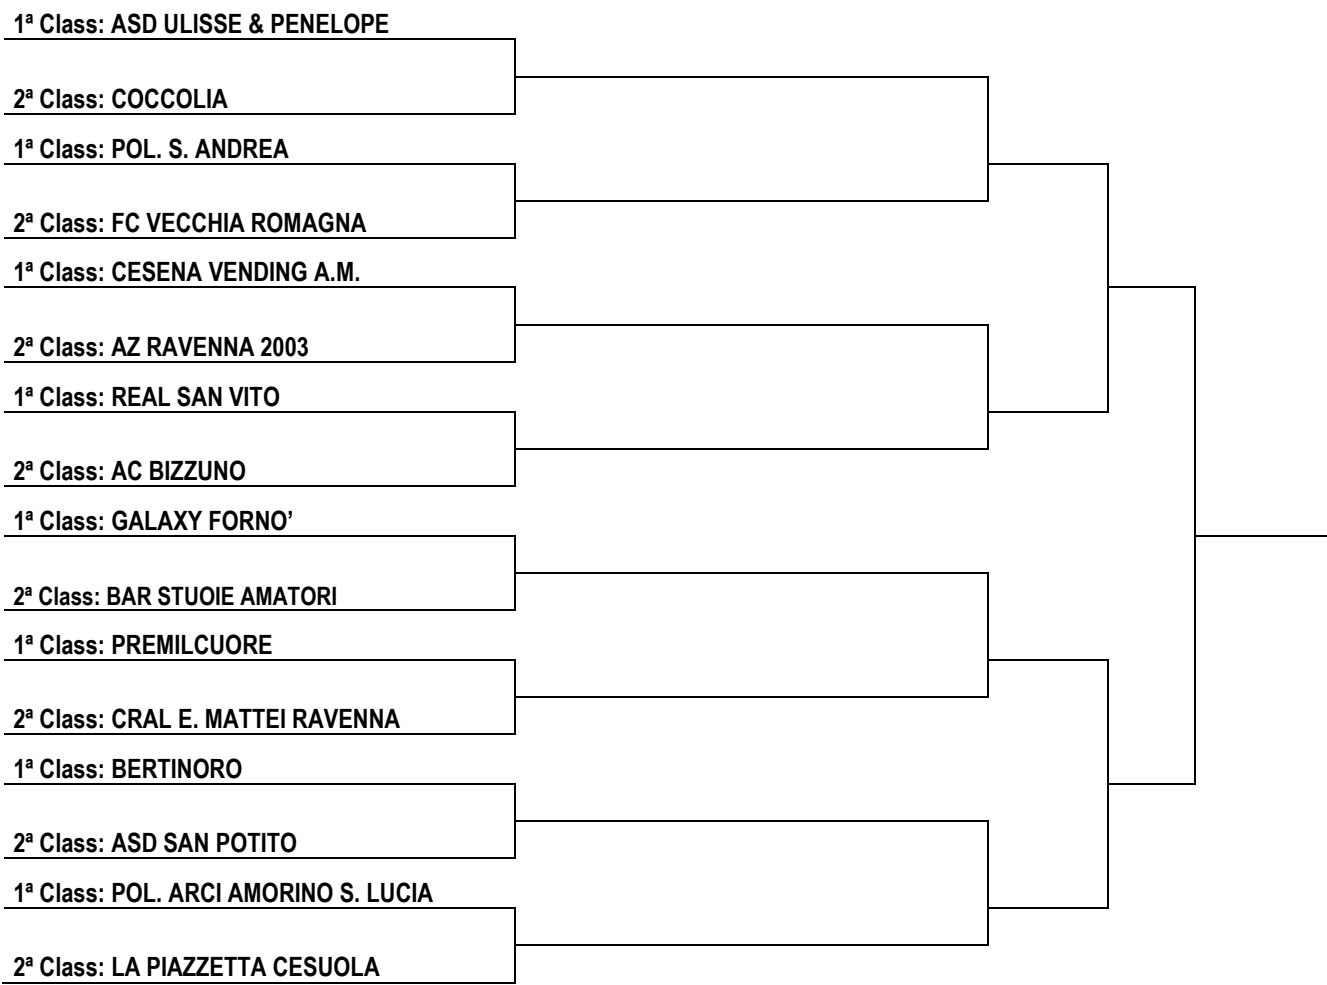 1ª Class: ASD ULISSE & PENELOPE
2ª Class: COCCOLIA
1ª Class: POL. S. ANDREA
2ª Class: FC VECCHIA ROMAGNA
1ª Class: CESENA VENDING A.M.
2ª Class: AZ RAVENNA 2003
1ª Class: REAL SAN VITO
2ª Class: AC BIZZUNO
1ª Class: GALAXY FORNO’
2ª Class: BAR STUOIE AMATORI
1ª Class: PREMILCUORE
2ª Class: CRAL E. MATTEI RAVENNA
1ª Class: BERTINORO
2ª Class: ASD SAN POTITO
1ª Class: POL. ARCI AMORINO S. LUCIA
2ª Class: LA PIAZZETTA CESUOLA